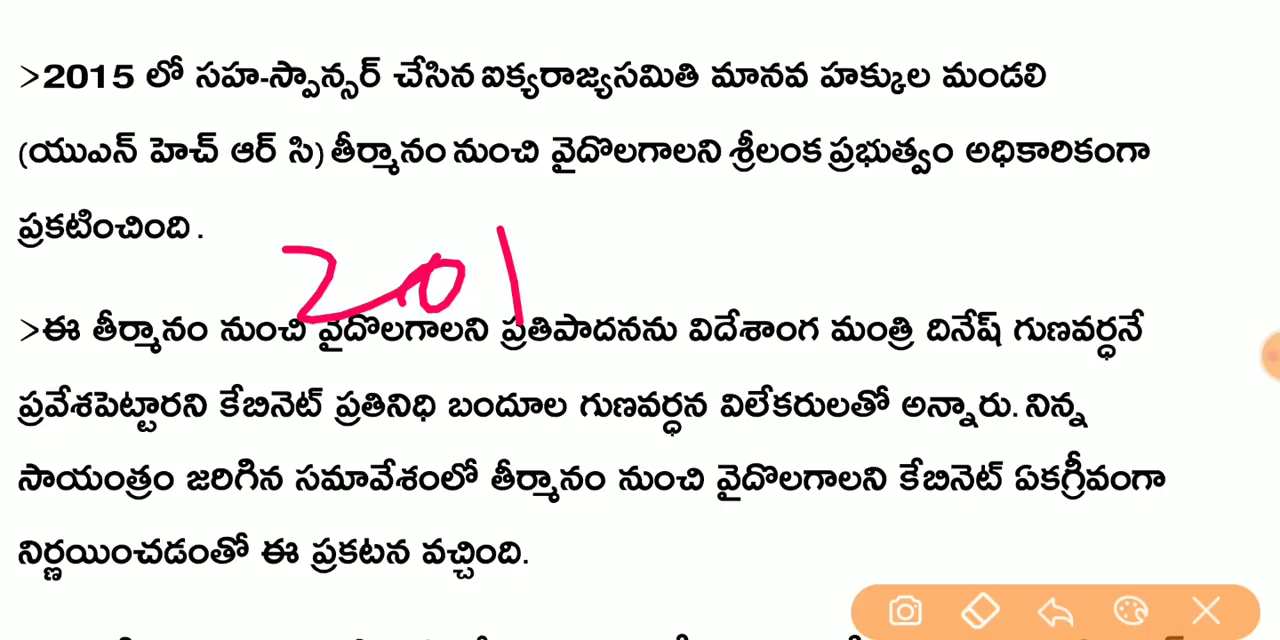 >2015 లో సహ-స్పాన్సర్ చేసిన ఐక్యరాజ్యసమితి మానవ హక్కుల మండలి
(యుఎన్ హెచ్ ఆర్ సి) తీర్మానం నుంచి వైదొలగాలని శ్రీలంక ప్రభుత్వం అధికారికంగా
ప్రకటించింది.
201
>ఈ తీర్మానం నుంచి వైదొలగాలని ప్రతిపాదనను విదేశాంగ మంత్రి దినేష్ గుణవర్ధనే
ప్రవేశపెట్టారని కేబినెట్ ప్రతినిధి బందూల గుణవర్ధన విలేకరులతో అన్నారు. నిన్న
సాయంత్రం జరిగిన సమావేశంలో తీర్మానం నుంచి వైదొలగాలని కేబినెట్ ఏకగ్రీవంగా
నిర్ణయించడంతో ఈ ప్రకటన వచ్చింది.